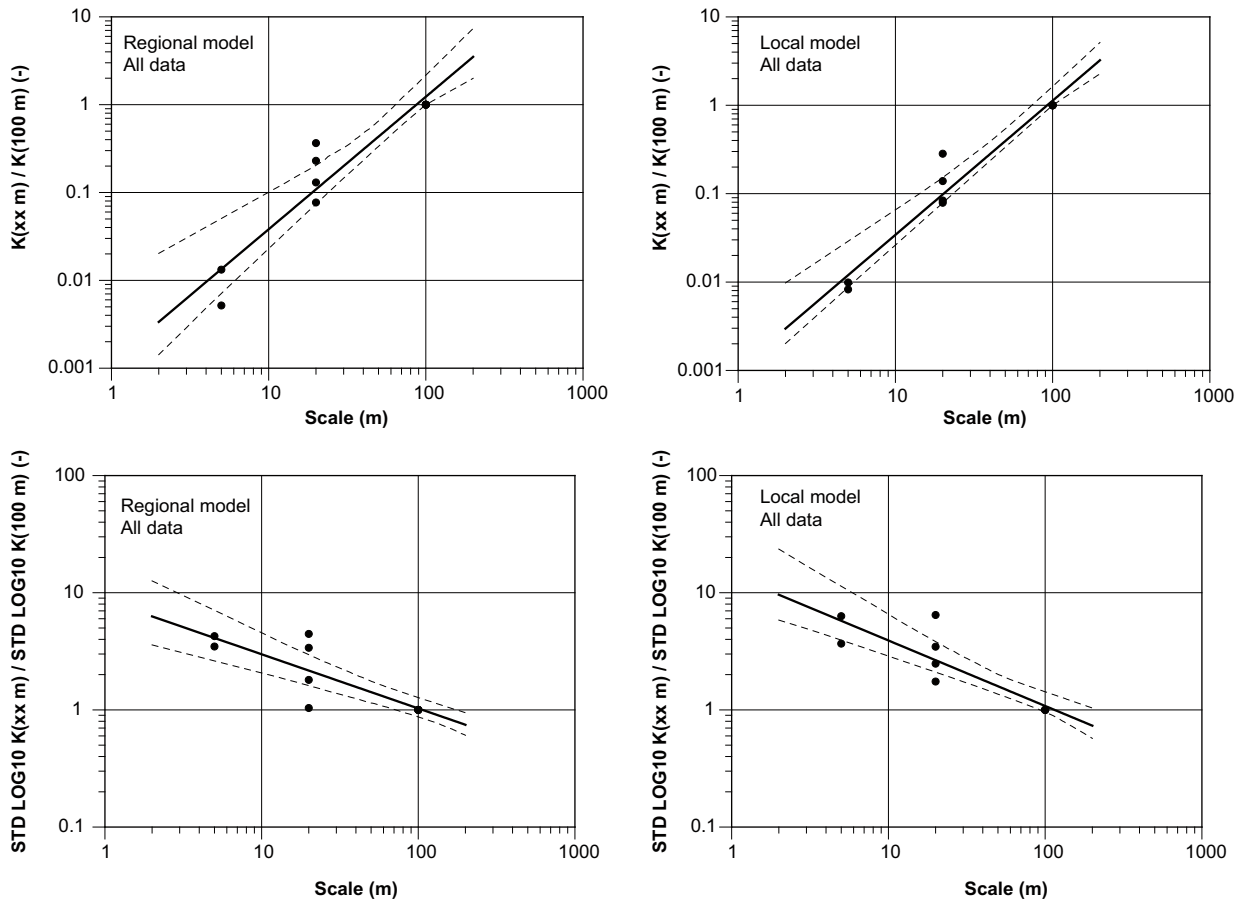 10
1
0.1
0.01
0.001
K(xx m) / K(100 m) (-)
Regional model
All data
1
10
100
1000
Scale (m)
10
1
0.1
0.01
0.001
K(xx m) / K(100 m) (-)
Local model
All data
1
10
100
1000
Scale (m)
100
10
1
0.1
STD LOG10 K(xx m) / STD LOG10 K(100 m) (-)
Regional model
All data
1
10
100
1000
Scale (m)
100
10
1
0.1
STD LOG10 K(xx m) / STD LOG10 K(100 m) (-)
Local model
All data
1
10
100
1000
Scale (m)